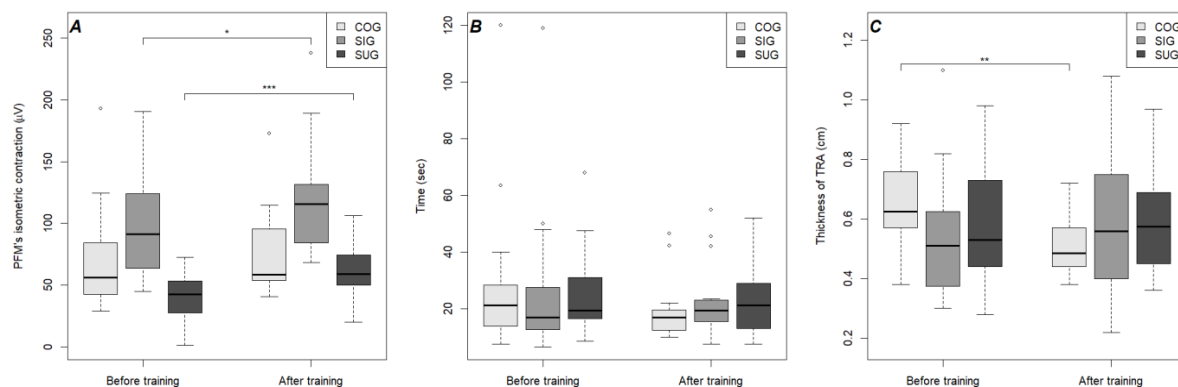 A
COG
SIG
SUG
*
***
PFM's isometric contraction (μV)
250
200
150
100
50
0
Before training
After training
B
COG
SIG
SUG
Time (sec)
120
100
80
60
40
20
Before training
After training
C
COG
SIG
SUG
**
Thickness of TRA (cm)
1.2
1.0
0.8
0.6
0.4
0.2
Before training
After training